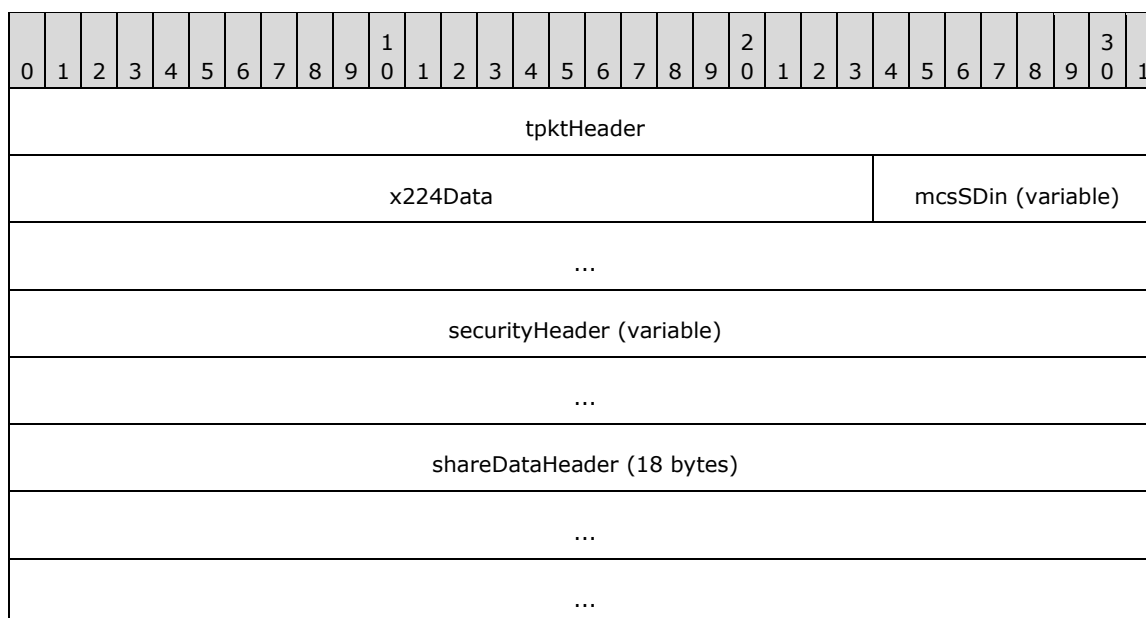 1 2 3
0 1 2 3 4 5 6 7 8 9 0 1 2 3 4 5 6 7 8 9 0 1 2 3 4 5 6 7 8 9 0 1
tpktHeader
x224Data mcsSDin (variable)
...
securityHeader (variable)
...
shareDataHeader (18 bytes)
...
...